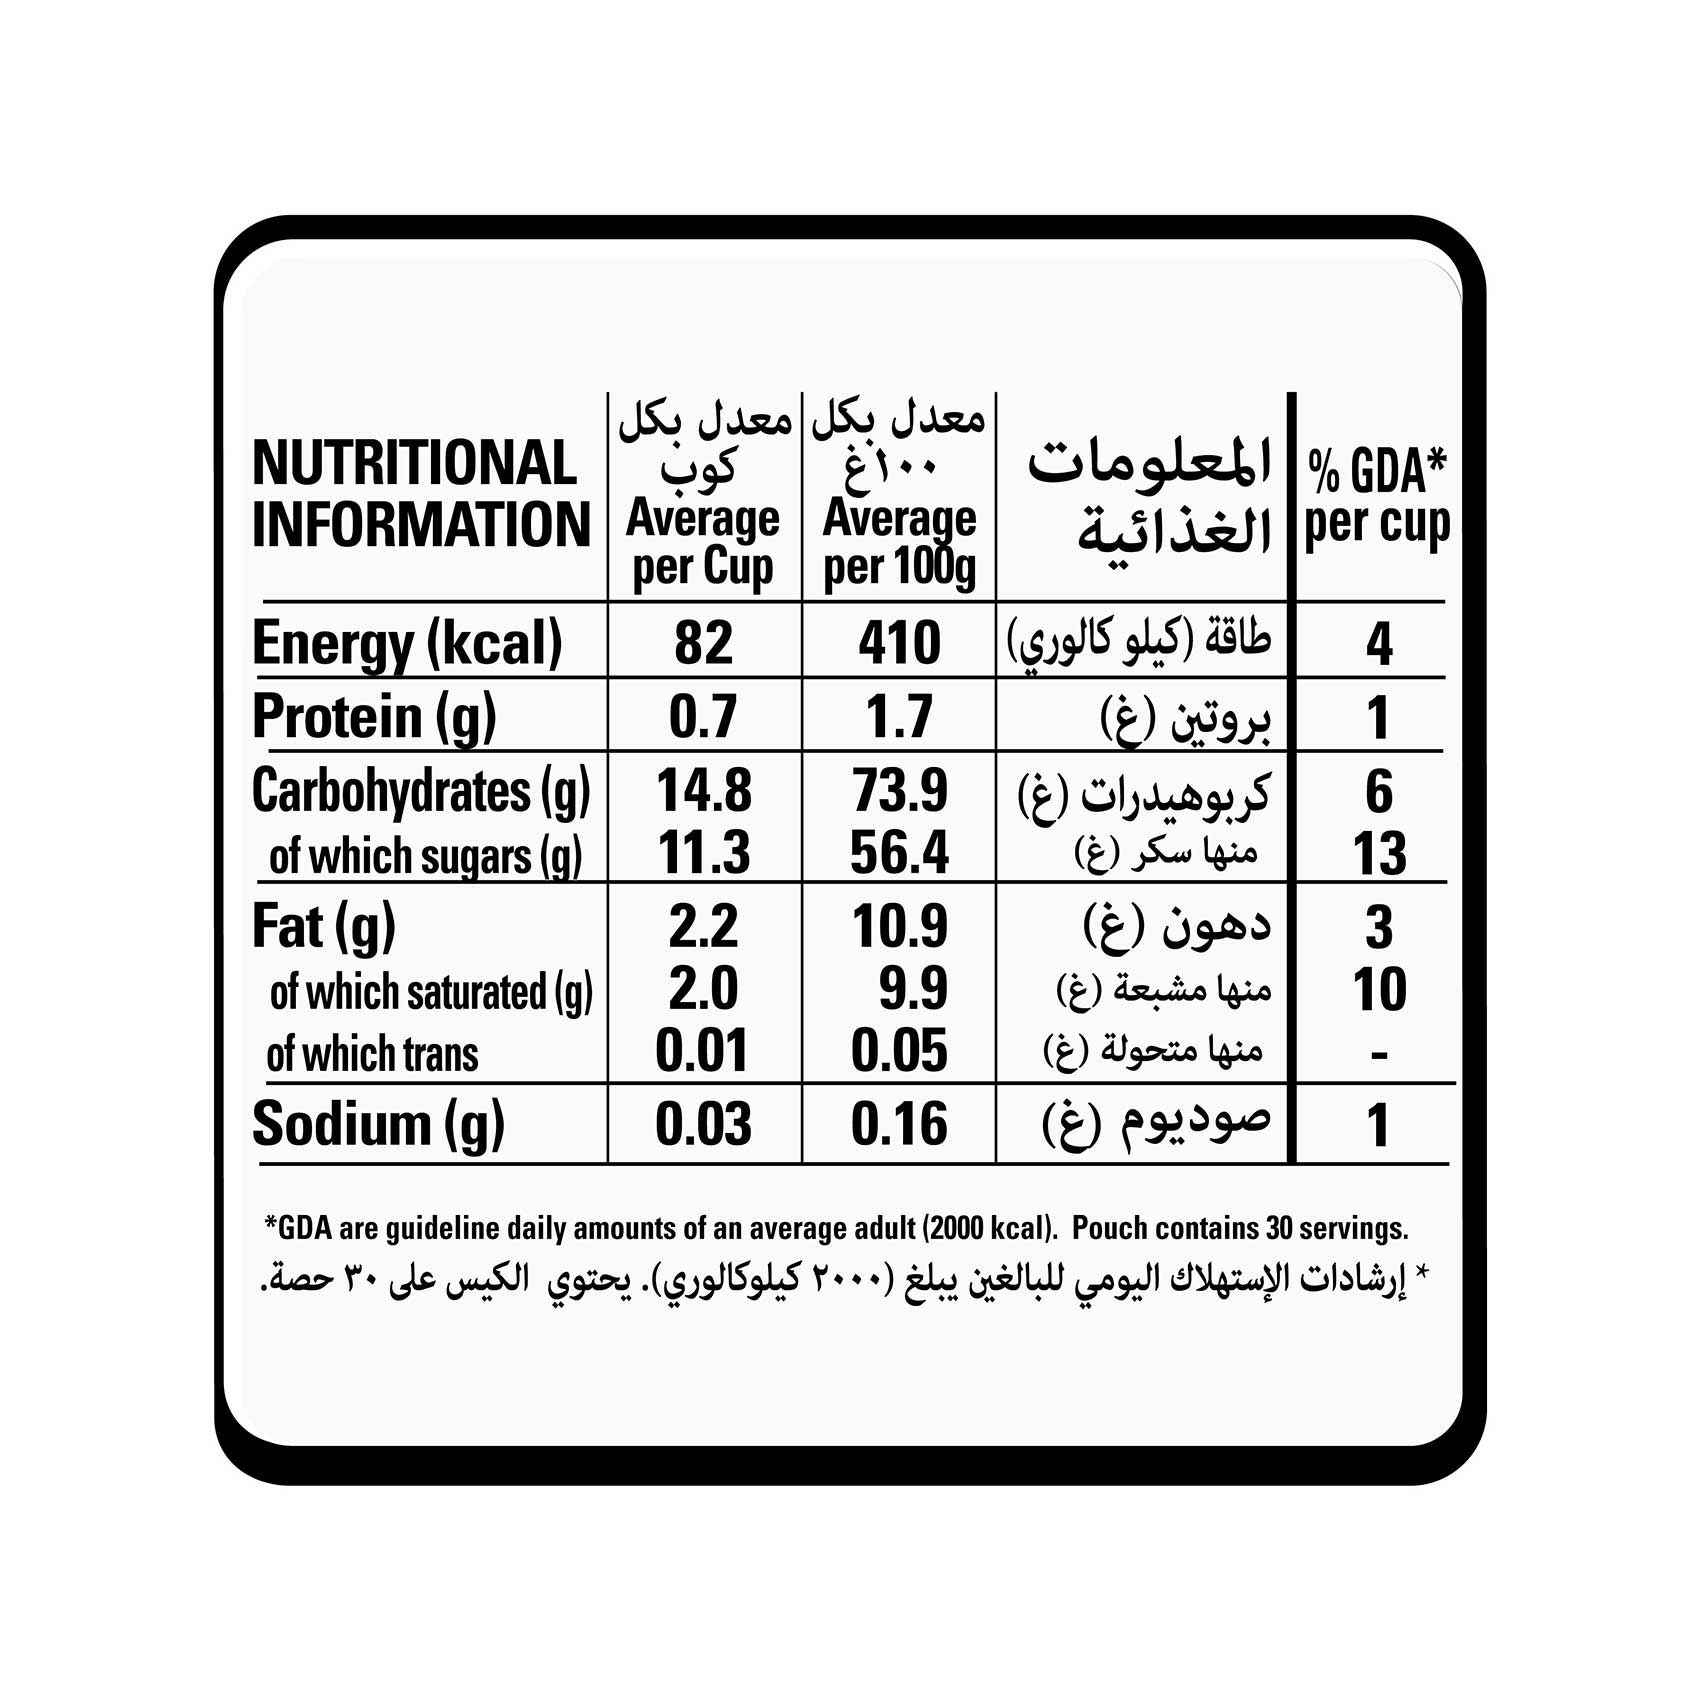 NUTRITIONAL INFORMATION | معدل بكل كوب Average per Cup | معدل بكل ١٠٠غ Average per 100g | المعلومات الغذائية | % GDA* per cup
Energy (kcal) | 82 | 410 | طاقة (كيلو كالوري) | 4
Protein (g) | 0.7 | 1.7 | بروتين (غ) | 1
Carbohydrates (g) | 14.8 | 73.9 | كربوهيدرات (غ) | 6
of which sugars (g) | 11.3 | 56.4 | منها سكر (غ) | 13
Fat (g) | 2.2 | 10.9 | دهون (غ) | 3
of which saturated (g) | 2.0 | 9.9 | منها مشبعة (غ) | 10
of which trans | 0.01 | 0.05 | منها متحولة (غ) | -
Sodium (g) | 0.03 | 0.16 | صوديوم (غ) | 1
*GDA are guideline daily amounts of an average adult (2000 kcal). Pouch contains 30 servings.
* إرشادات الإستهلاك اليومي للبالغين يبلغ (٢٠٠٠ كيلوكالوري). يحتوي الكيس على ٣٠ حصة.